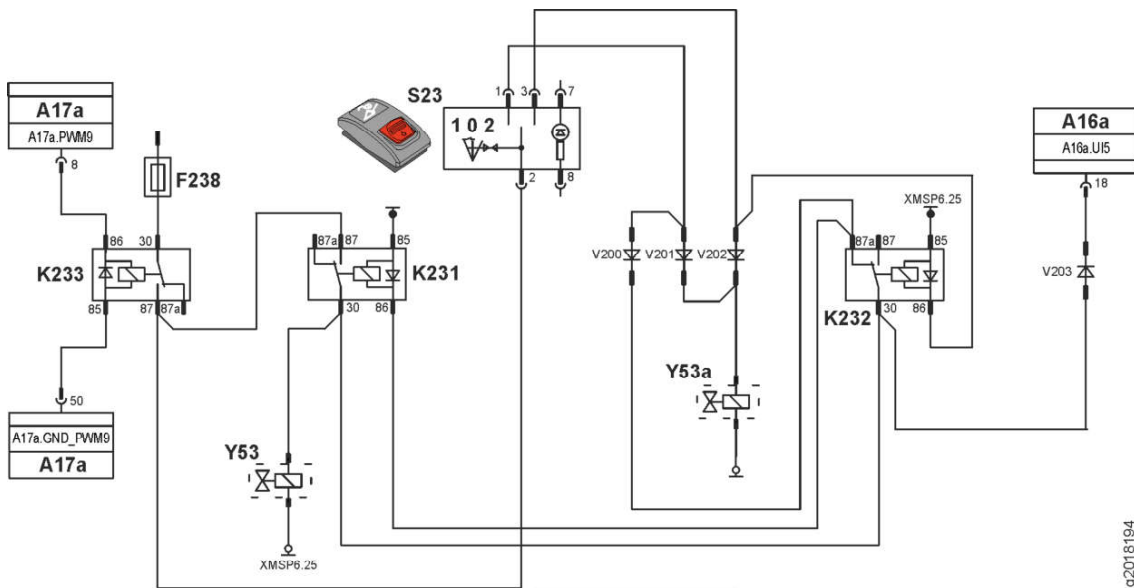 1 3 7
S23
1 0 2
2 8
A17a
A17a.PWM9
8
F238
86 30
K233
85 87 87a
50
A17a.GND_PWM9
A17a
87a 87 85
K231
30 86
Y53
XMSP6.25
V200 V201 V202
Y53a
XMSP6.25
87a 87 85
K232
30 86
A16a
A16a.UI5
18
V203
g2018194